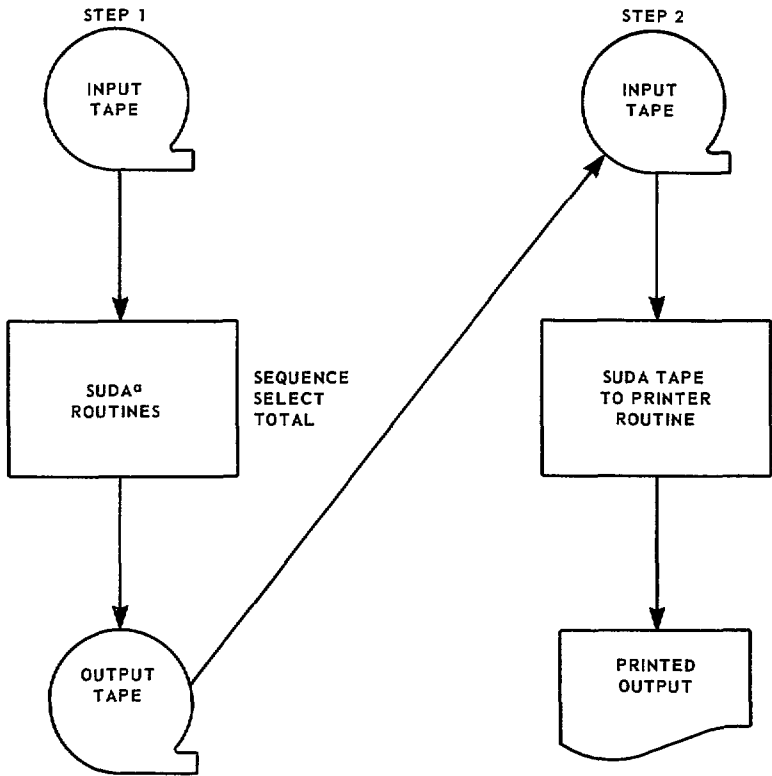 STEP 1
INPUT
TAPE
SUDAᵃ
ROUTINES
SEQUENCE
SELECT
TOTAL
OUTPUT
TAPE
STEP 2
INPUT
TAPE
SUDA TAPE
TO PRINTER
ROUTINE
PRINTED
OUTPUT